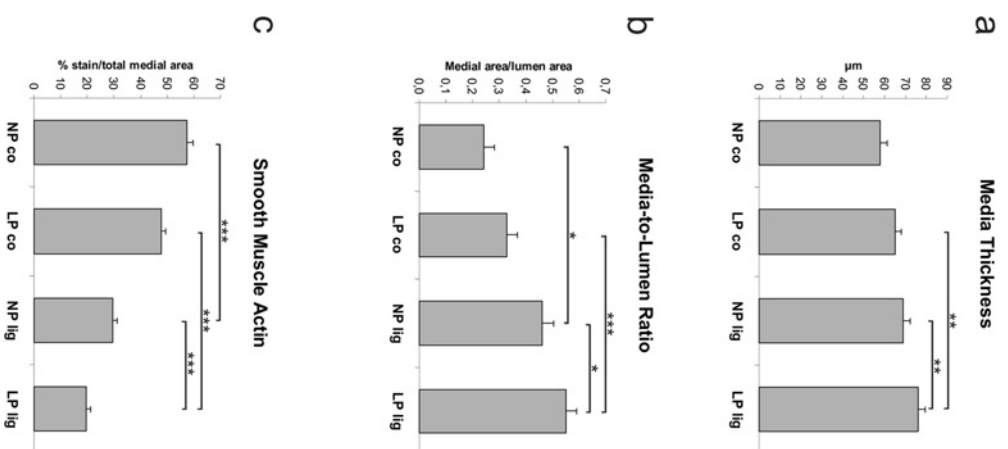 a
Media Thickness
µm
90
80
70
60
50
40
30
20
10
0
**
**
NP co
LP co
NP lig
LP lig
b
Media-to-Lumen Ratio
Medial area/lumen area
0,7
0,6
0,5
0,4
0,3
0,2
0,1
0,0
***
*
*
NP co
LP co
NP lig
LP lig
c
Smooth Muscle Actin
% stain/total medial area
70
60
50
40
30
20
10
0
***
***
***
NP co
LP co
NP lig
LP lig